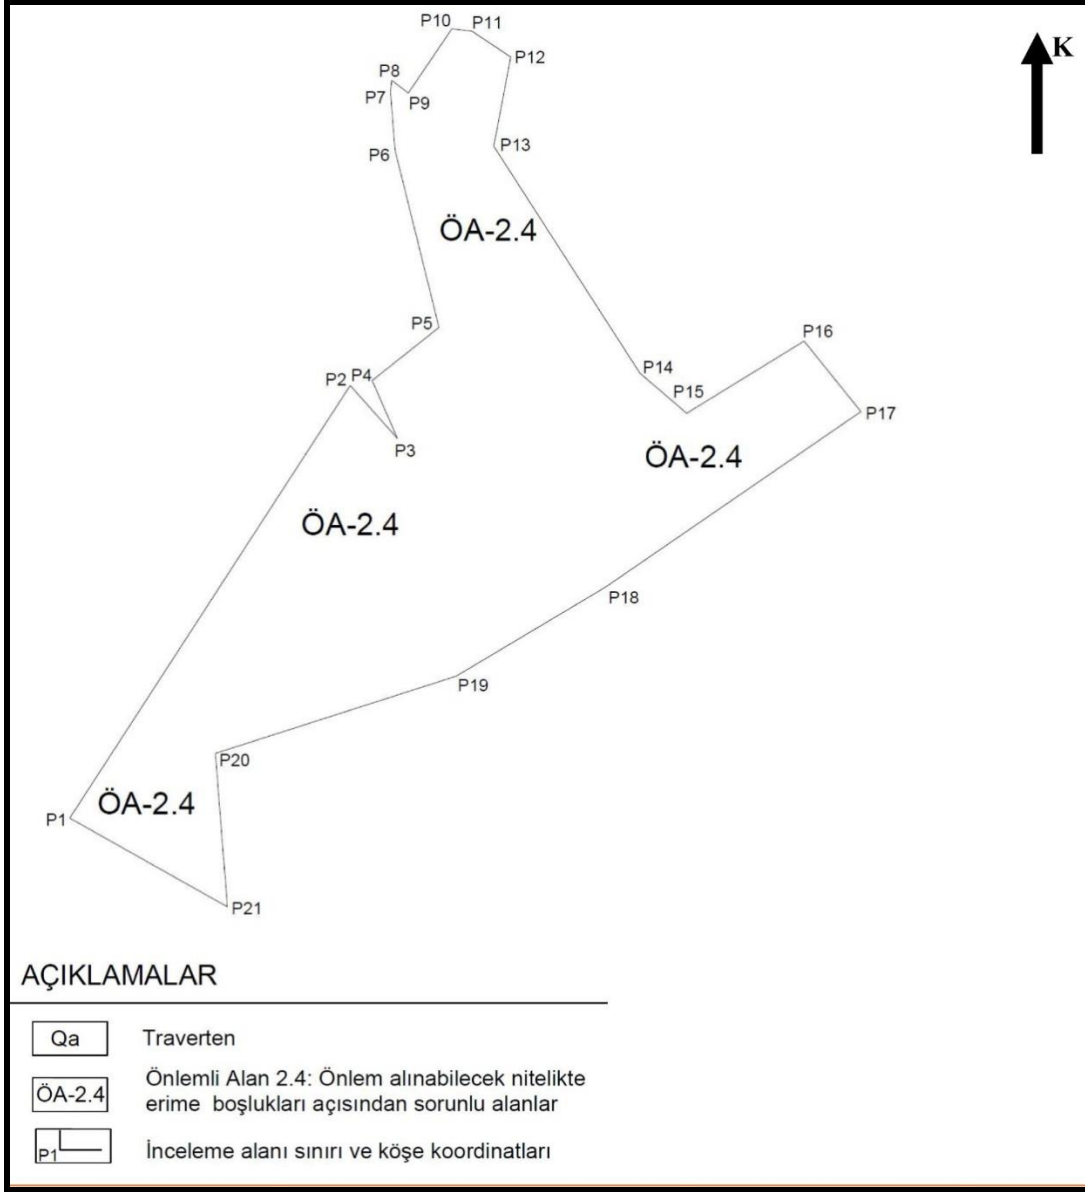 P10
P11
K
P12
P8
P7
P9
P13
P6
ÖA-2.4
P5
P16
P14
P2
P4
P15
P17
P3
ÖA-2.4
ÖA-2.4
P18
P19
P20
ÖA-2.4
P1
P21
AÇIKLAMALAR
Qa
Traverten
ÖA-2.4
Önlemli Alan 2.4: Önlem alınabilecek nitelikte
erime boşlukları açısından sorunlu alanlar
P1
İnceleme alanı sınırı ve köşe koordinatları